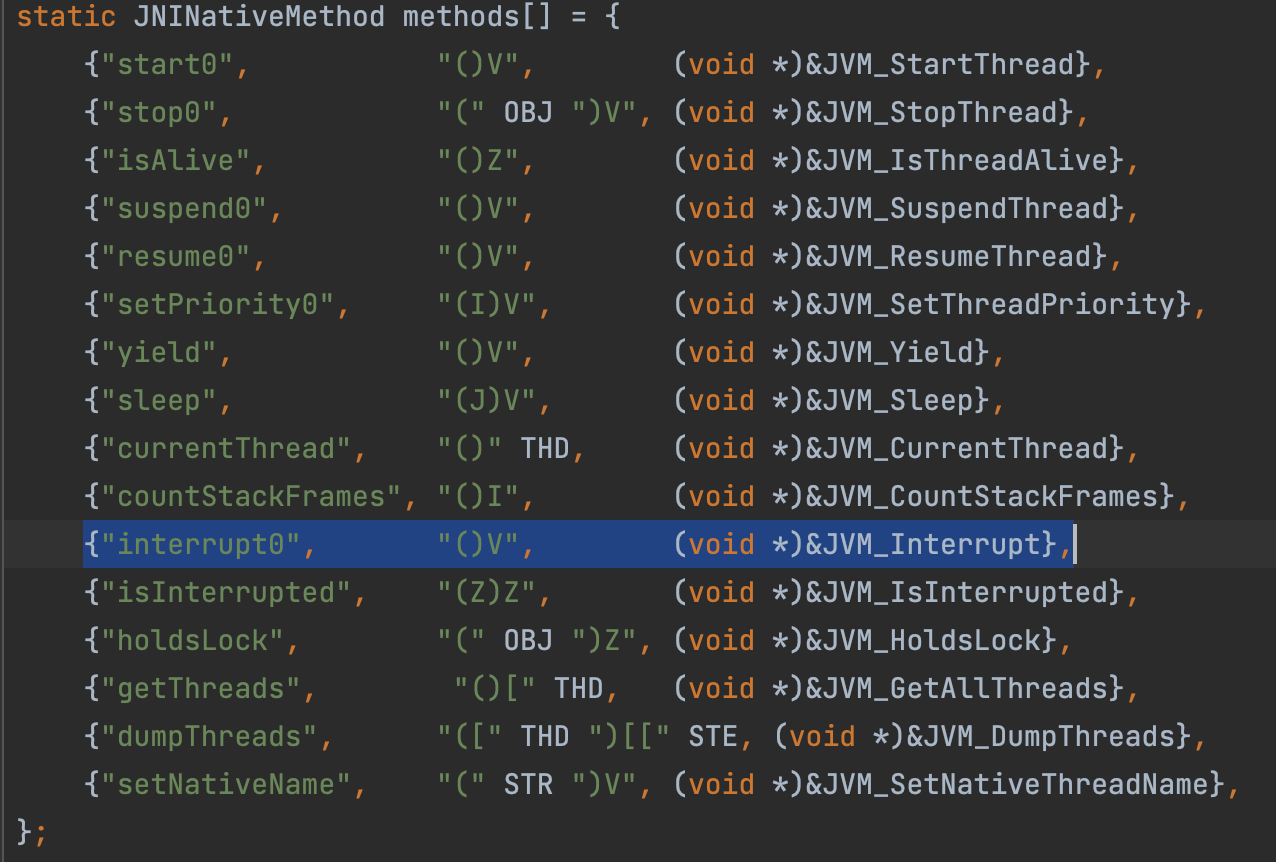 static JNINativeMethod methods[] = {
    {"start0",           "()V",        (void *)&JVM_StartThread},
    {"stop0",            "(" OBJ ")V", (void *)&JVM_StopThread},
    {"isAlive",          "()Z",        (void *)&JVM_IsThreadAlive},
    {"suspend0",         "()V",        (void *)&JVM_SuspendThread},
    {"resume0",          "()V",        (void *)&JVM_ResumeThread},
    {"setPriority0",     "(I)V",       (void *)&JVM_SetThreadPriority},
    {"yield",            "()V",        (void *)&JVM_Yield},
    {"sleep",            "(J)V",       (void *)&JVM_Sleep},
    {"currentThread",    "()" THD,     (void *)&JVM_CurrentThread},
    {"countStackFrames", "()I",        (void *)&JVM_CountStackFrames},
    {"interrupt0",       "()V",        (void *)&JVM_Interrupt},
    {"isInterrupted",    "(Z)Z",       (void *)&JVM_IsInterrupted},
    {"holdsLock",        "(" OBJ ")Z", (void *)&JVM_HoldsLock},
    {"getThreads",        "()[" THD,   (void *)&JVM_GetAllThreads},
    {"dumpThreads",      "([" THD ")[[" STE, (void *)&JVM_DumpThreads},
    {"setNativeName",    "(" STR ")V", (void *)&JVM_SetNativeThreadName},
};